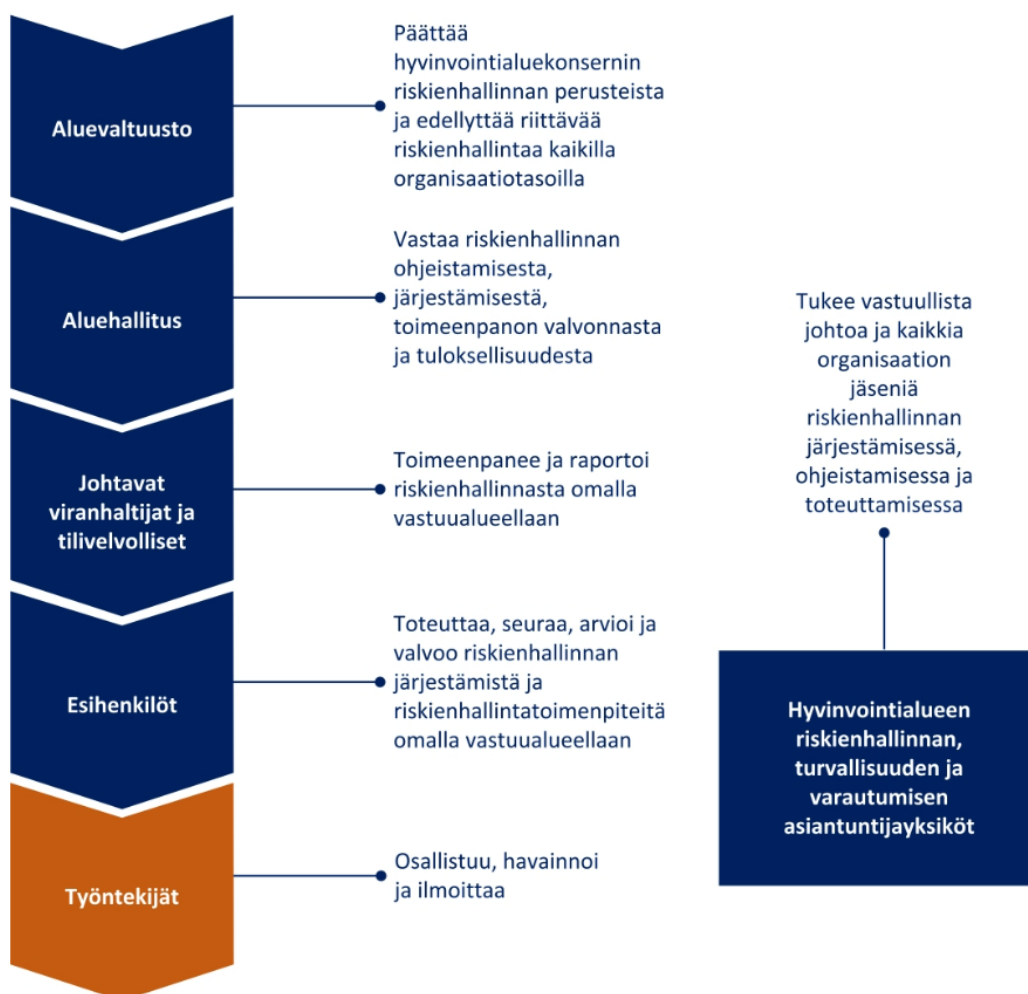 Aluevaltuusto
Päättää
hyvinvointialuekonsernin
riskienhallinnan perusteista
ja edellyttää riittävää
riskienhallintaa kaikilla
organisaatiotasoilla
Aluehallitus
Vastaa riskienhallinnan
ohjeistamisesta,
järjestämisestä,
toimeenpanon valvonnasta
ja tuloksellisuudesta
Johtavat
viranhaltijat ja
tilivelvolliset
Toimeenpanee ja raportoi
riskienhallinnasta omalla
vastuualueellaan
Esihenkilöt
Toteuttaa, seuraa, arvioi ja
valvoo riskienhallinnan
järjestämistä ja
riskienhallintatoimenpiteitä
omalla vastuualueellaan
Työntekijät
Osallistuu, havainnoi
ja ilmoittaa
Tukee vastuullista
johtoa ja kaikkia
organisaation
jäseniä
riskienhallinnan
järjestämisessä,
ohjeistamisessa ja
toteuttamisessa
Hyvinvointialueen
riskienhallinnan,
turvallisuuden ja
varautumisen
asiantuntijayksiköt